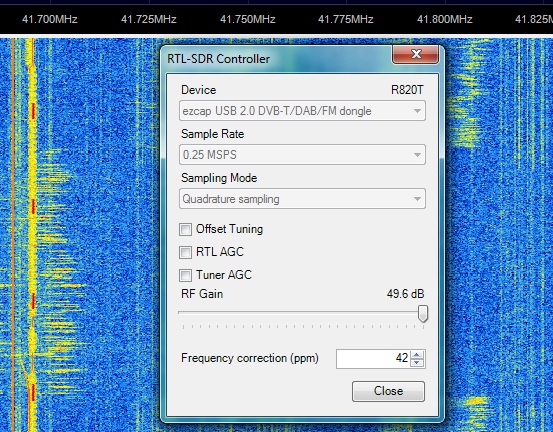 41.700MHz 41.725MHz 41.750MHz 41.775MHz 41.800MHz 41.825M
RTL-SDR Controller
Device R820T
ezcap USB 2.0 DVB-T/DAB/FM dongle
Sample Rate
0.25 MSPS
Sampling Mode
Quadrature sampling
Offset Tuning
RTL AGC
Tuner AGC
RF Gain 49.6 dB
Frequency correction (ppm) 42
Close